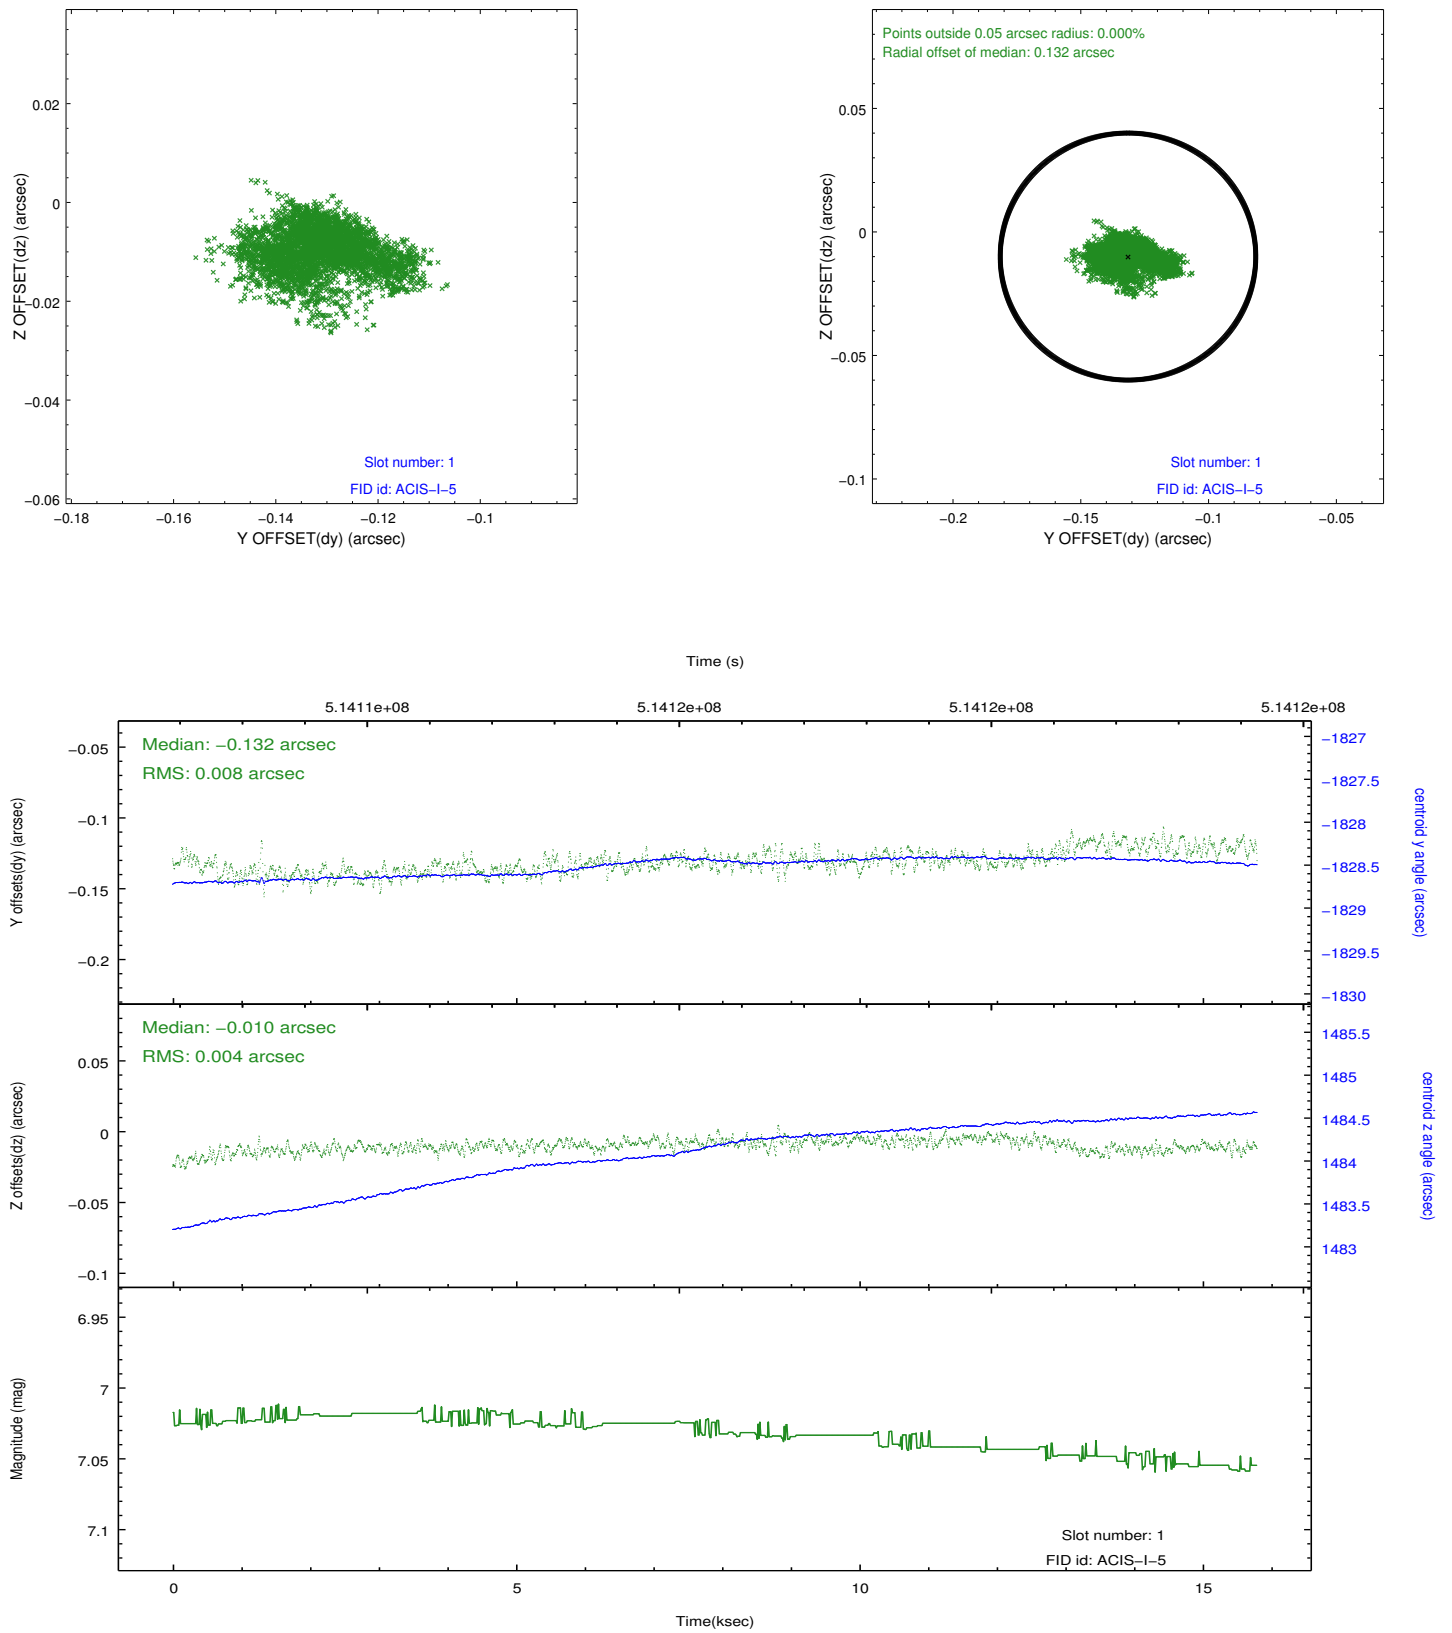 0.02
0
−0.02
−0.04
−0.06
Z OFFSET(dz) (arcsec)
Slot number: 1
FID id: ACIS−I−5
−0.18
−0.16
−0.14
−0.12
−0.1
Y OFFSET(dy) (arcsec)
Points outside 0.05 arcsec radius: 0.000%
Radial offset of median: 0.132 arcsec
0.05
0
−0.05
−0.1
Z OFFSET(dz) (arcsec)
Slot number: 1
FID id: ACIS−I−5
−0.2
−0.15
−0.1
−0.05
Y OFFSET(dy) (arcsec)
Time (s)
5.1411e+08
5.1412e+08
5.1412e+08
5.1412e+08
Median: −0.132 arcsec
RMS: 0.008 arcsec
−0.05
−0.1
−0.15
−0.2
Y offsets(dy) (arcsec)
−1827
−1827.5
−1828
−1828.5
−1829
−1829.5
−1830
centroid y angle (arcsec)
Median: −0.010 arcsec
RMS: 0.004 arcsec
0.05
0
−0.05
−0.1
Z offsets(dz) (arcsec)
1485.5
1485
1484.5
1484
1483.5
1483
centroid z angle (arcsec)
6.95
7
7.05
7.1
Magnitude (mag)
Slot number: 1
FID id: ACIS−I−5
0
5
10
15
Time(ksec)